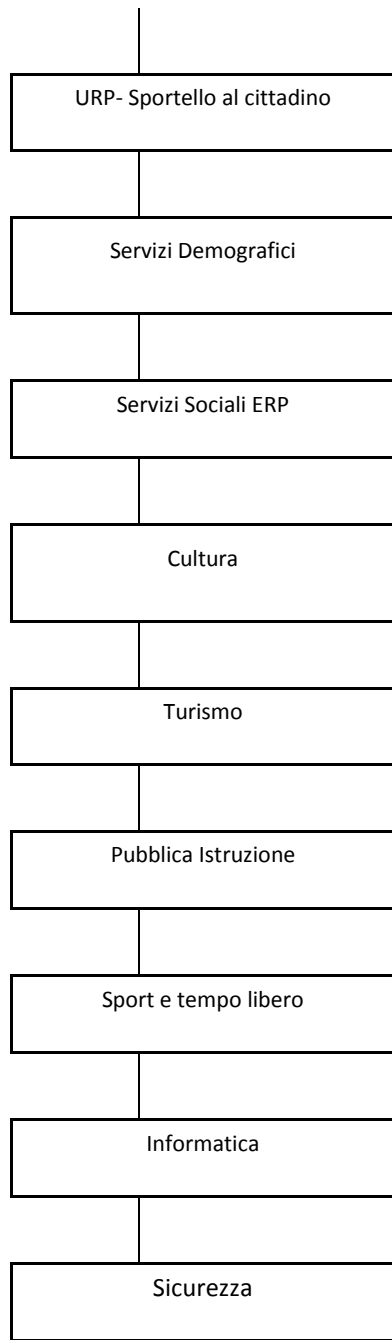 URP- Sportello al cittadino
Servizi Demografici
Servizi Sociali ERP
Cultura
Turismo
Pubblica Istruzione
Sport e tempo libero
Informatica
Sicurezza